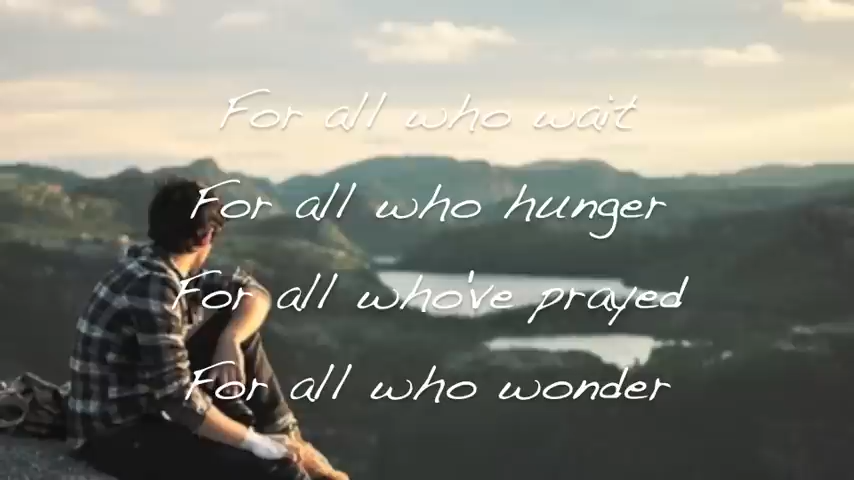 For all who wait
For all who hunger
For all who've prayed
For all who wonder